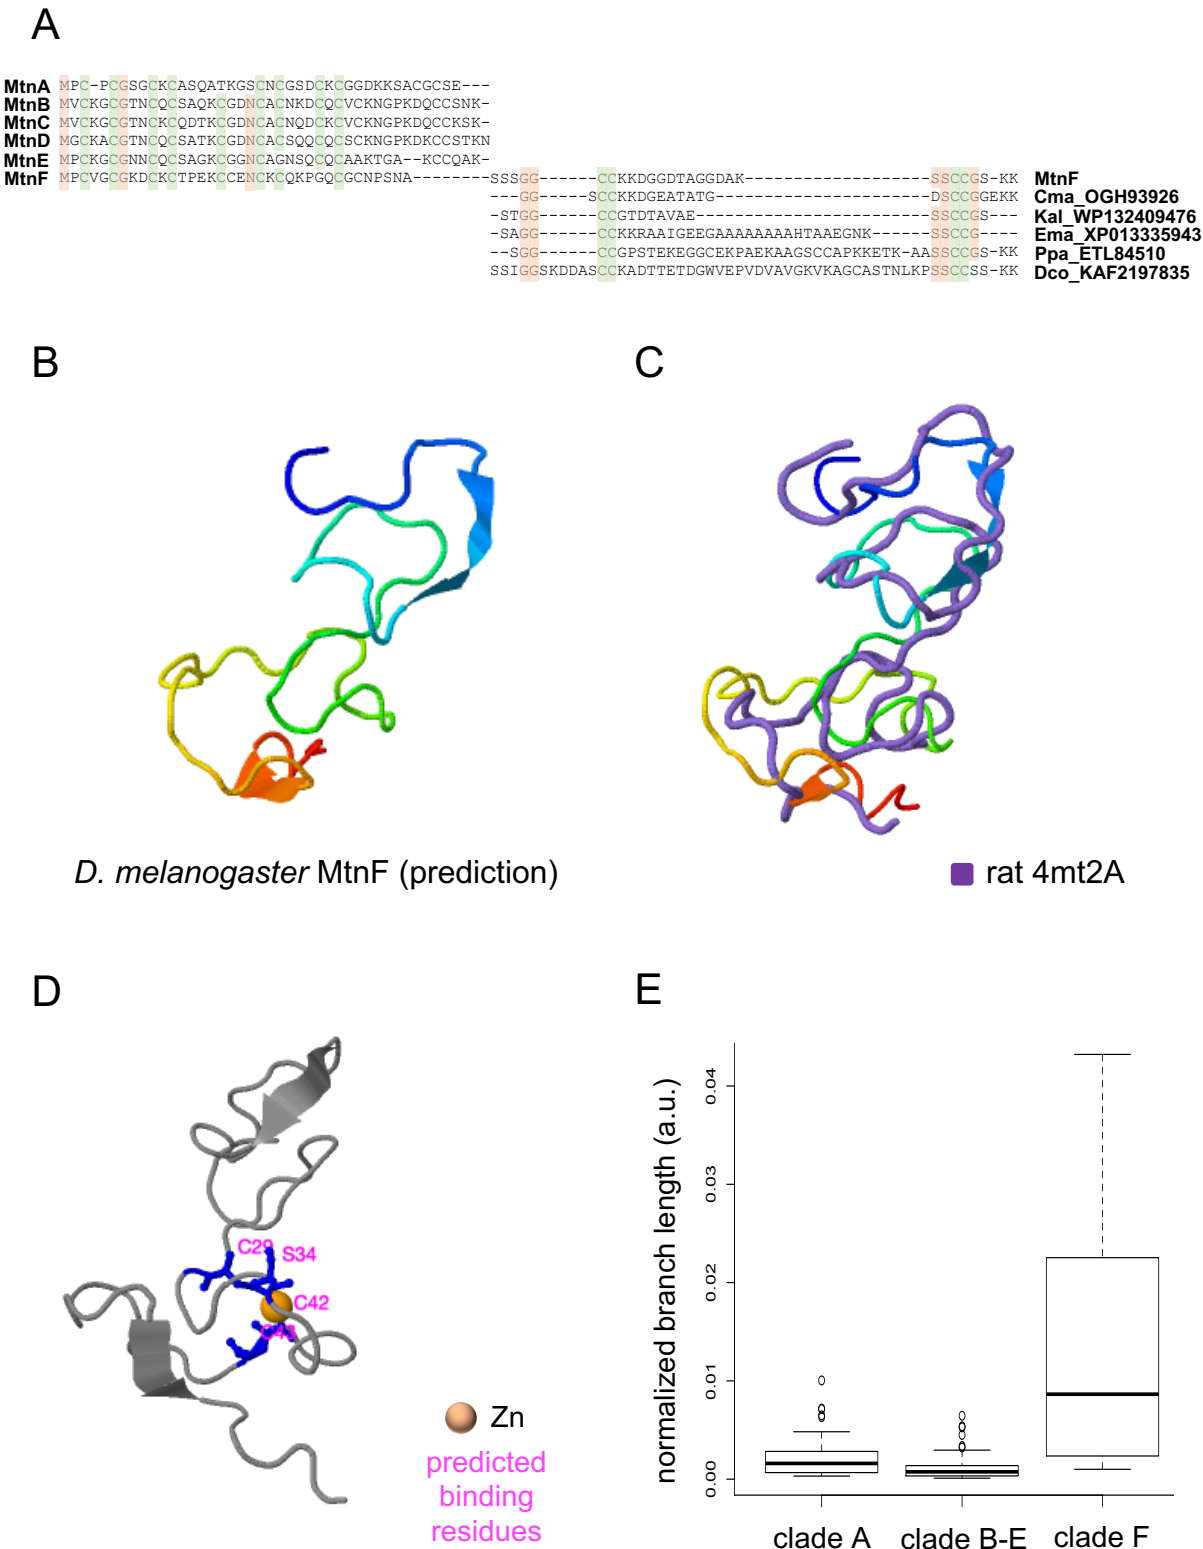 A
MtnA MPC-PCGSGCKCASQATKGSCNCGSDCKCGGDKKSACGCSE---
MtnB MVCKGCGTNCQCSAQKCGDNCACNKDCQCVCKNGPKDQCCSNK-
MtnC MVCKGCGTNCKCQDTKCGDNCACNQDCKCVCKNGPKDQCCKSK-
MtnD MGCKACGTNCQCSATKCGDNCACSQQCQCSCKNGPKDKCCSTKN
MtnE MPCKGCGNNCQCSAGKCGGNCAGNSQCQCAAKTGA--KCCQAK-
MtnF MPCVGCGKDCKCTPEKCCENCKCQKPGQCGCNPSNA--------SSSGG------CCKKDGGDTAGGDAK-------------------SSCCGS-KK MtnF
---GG-----SCCKKDGEATATG----------------------DSCCGGEKK Cma_OGH93926
-STGG------CCGTDTAVAE------------------------SSCCGS--- Kal_WP132409476
-SAGG------CCKKRAAIGEEGAAAAAAAAHTAAEGNK------SSCCG---- Ema_XP013335943
--SGG------CCGPSTEKEGGCEKPAEKAAGSCCAPKKETK-AASSCCGS-KK Ppa_ETL84510
SSIGGSKDDASCCKADTTETDGWVEPVDVAVGKVKAGCASTNLKPSSCCSS-KK Dco_KAF2197835
B
C
D. melanogaster MtnF (prediction)
rat 4mt2A
D
C29
S34
C42
C43
Zn
predicted
binding
residues
E
normalized branch length (a.u.)
0.04
0.03
0.02
0.01
0.00
clade A clade B-E clade F